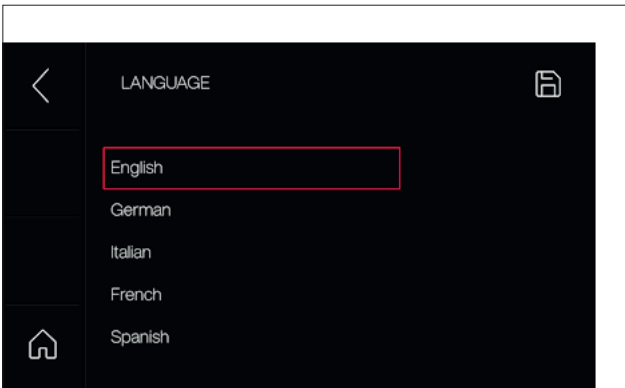 LANGUAGE
English
German
Italian
French
Spanish